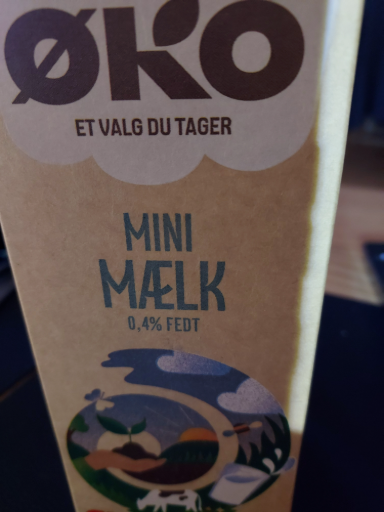 ØKO
ET VALG DU TAGER
MINI
MÆLK
0,4% FEDT